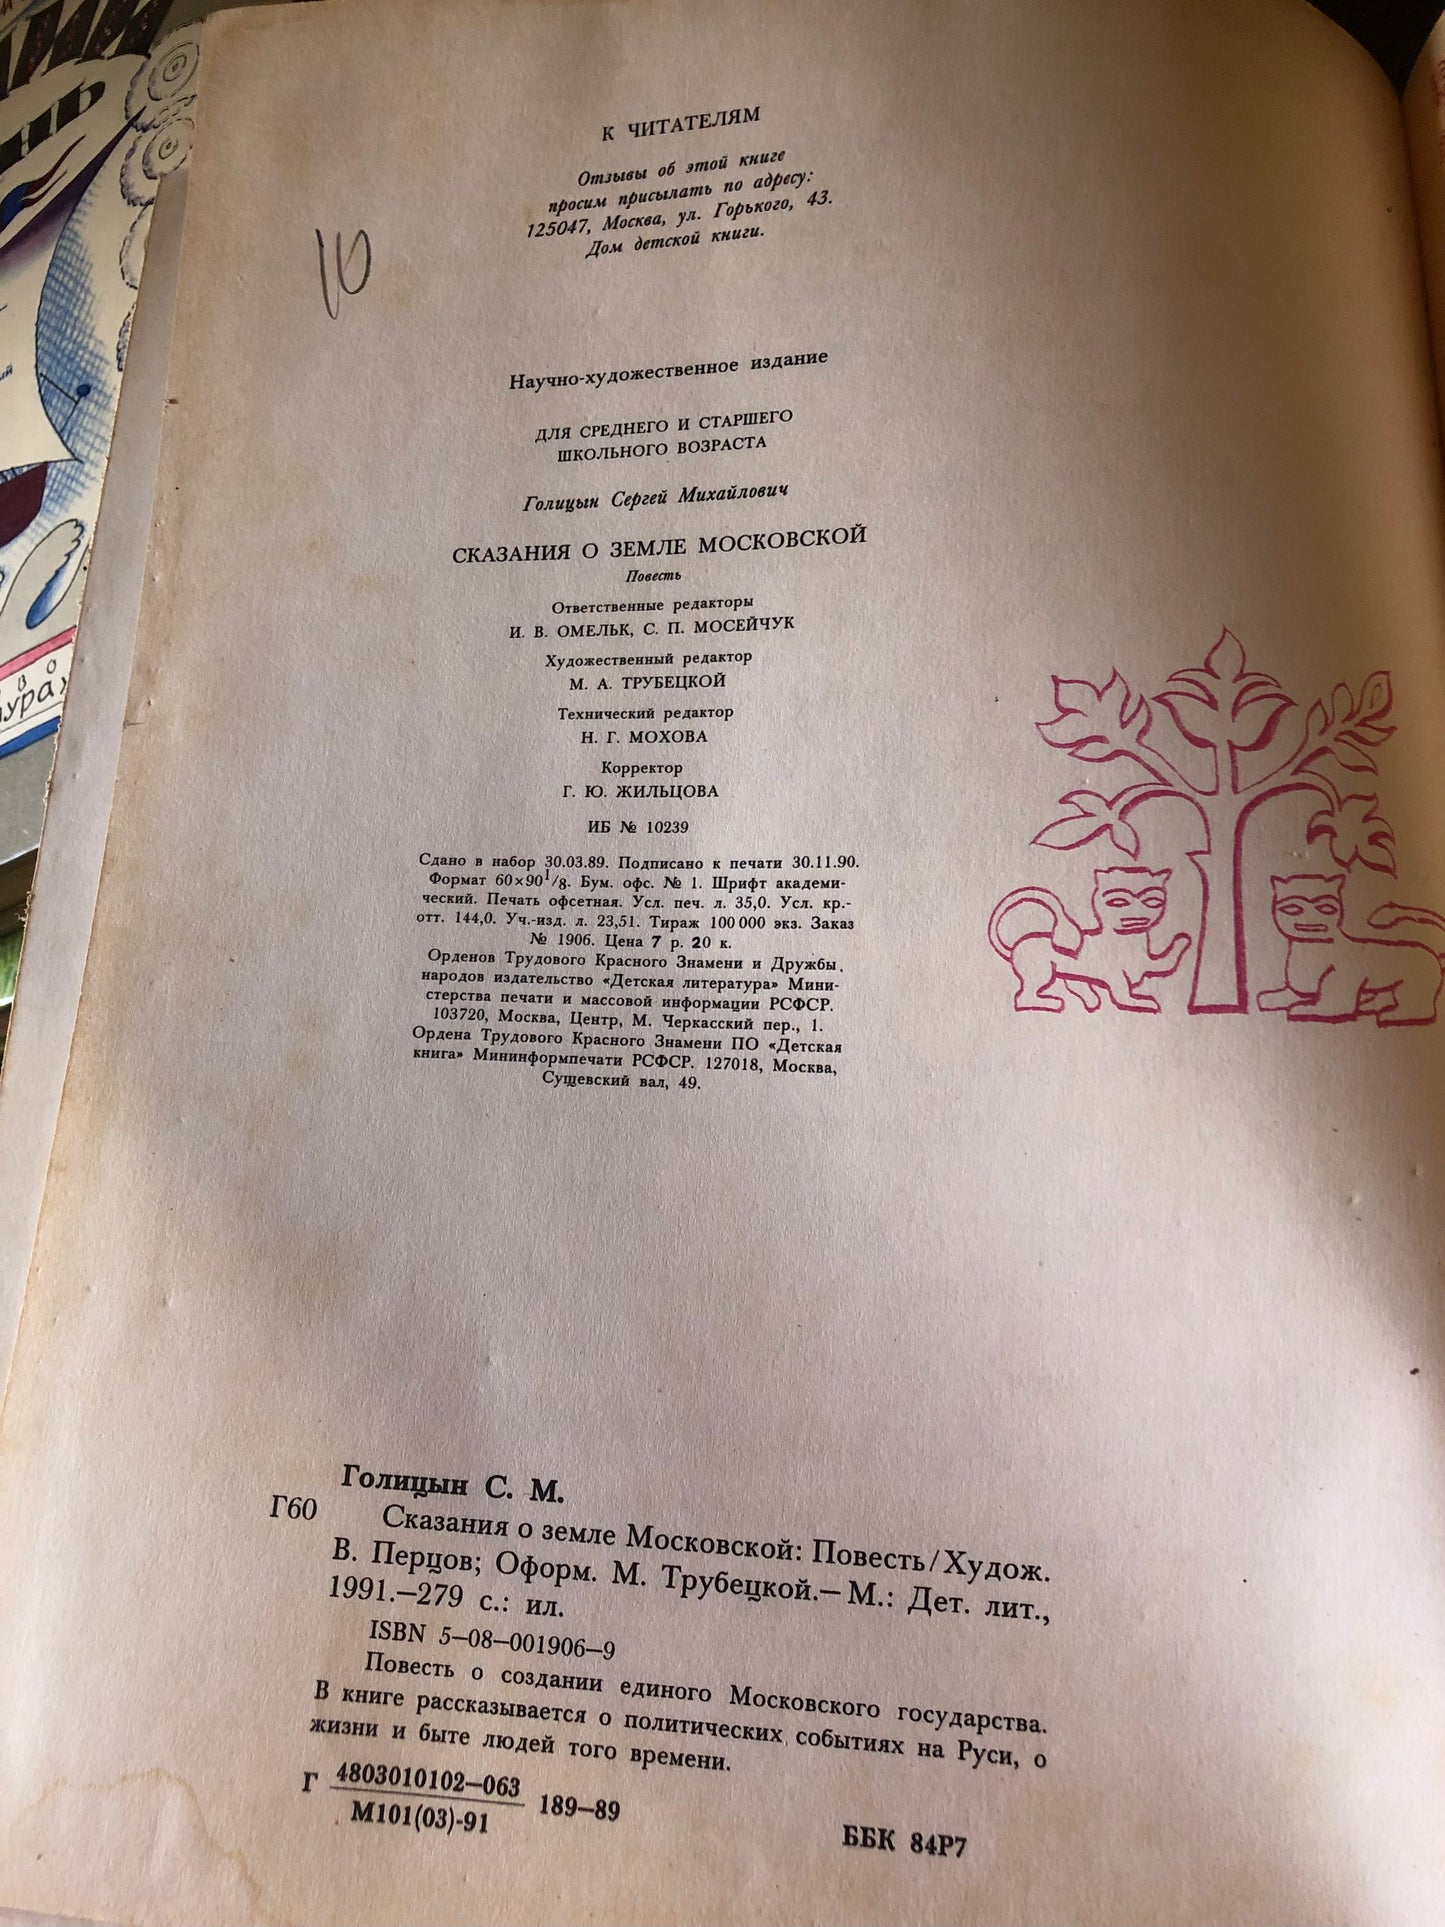 К ЧИТАТЕЛЯМ
Отзывы об этой книге
просим присылать по адресу:
125047, Москва, ул. Горького, 43.
Дом детской книги.
10
Научно-художественное издание
ДЛЯ СРЕДНЕГО И СТАРШЕГО
ШКОЛЬНОГО ВОЗРАСТА
Голицын Сергей Михайлович
СКАЗАНИЯ О ЗЕМЛЕ МОСКОВСКОЙ
Повесть
Ответственные редакторы
И. В. ОМЕЛЬК, С. П. МОСЕЙЧУК
Художественный редактор
М. А. ТРУБЕЦКОЙ
Технический редактор
Н. Г. МОХОВА
Корректор
Г. Ю. ЖИЛЬЦОВА
ИБ № 10239
Сдано в набор 30.03.89. Подписано к печати 30.11.90.
Формат 60×90 1/8. Бум. офс. № 1. Шрифт академи-
ческий. Печать офсетная. Усл. печ. л. 35,0. Усл. кр.-
отт. 144,0. Уч.-изд. л. 23,51. Тираж 100 000 экз. Заказ
№ 1906. Цена 7 р. 20 к.
Орденов Трудового Красного Знамени и Дружбы
народов издательство «Детская литература» Мини-
стерства печати и массовой информации РСФСР.
103720, Москва, Центр, М. Черкасский пер., 1.
Ордена Трудового Красного Знамени ПО «Детская
книга» Мининформпечати РСФСР. 127018, Москва,
Сущевский вал, 49.
Голицын С. М.
Г60 Сказания о земле Московской: Повесть/Худож.
В. Перцов; Оформ. М. Трубецкой.—М.: Дет. лит.,
1991.—279 с.: ил.
ISBN 5—08—001906—9
Повесть о создании единого Московского государства.
В книге рассказывается о политических событиях на Руси, о
жизни и быте людей того времени.
Г 4803010102—063 189—89
М101(03)-91
ББК 84Р7